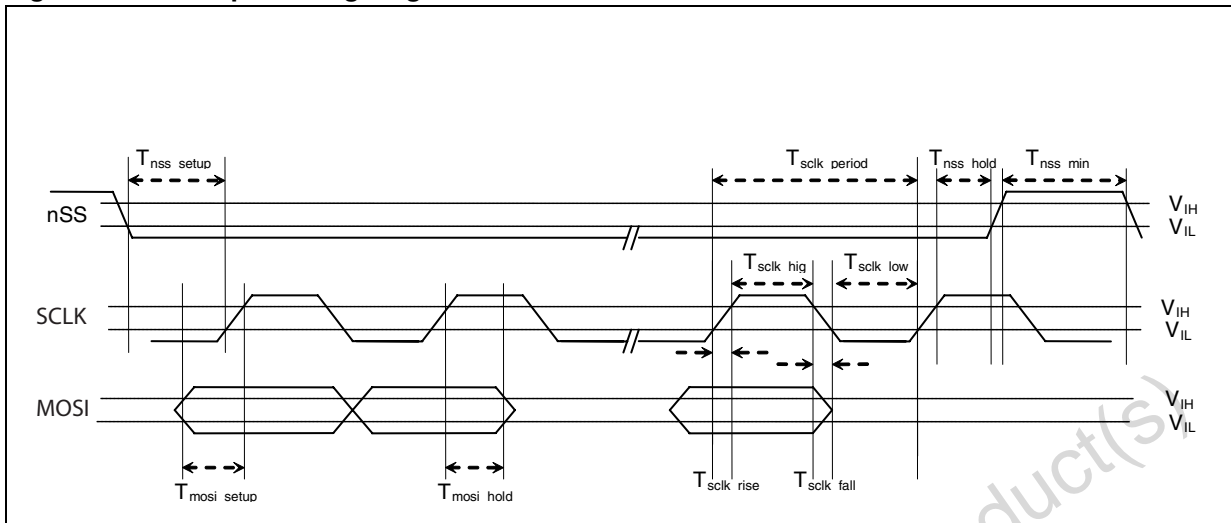 T nss setup
T sclk period
T nss hold
T nss min
nSS
V IH
V IL
T sclk hig
T sclk low
SCLK
V IH
V IL
MOSI
V IH
V IL
T mosi setup
T mosi hold
T sclk rise
T sclk fall
duct(s)